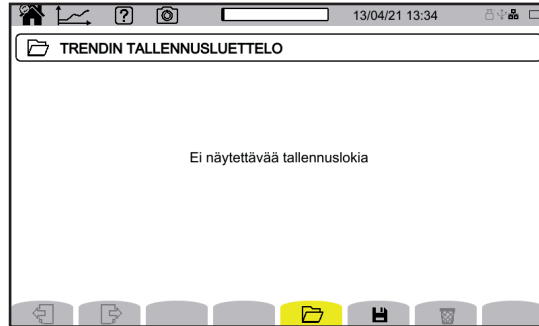 13/04/21 13:34
TRENDIN TALLENNUSLUETTELO
Ei näytettävää tallennuslokia